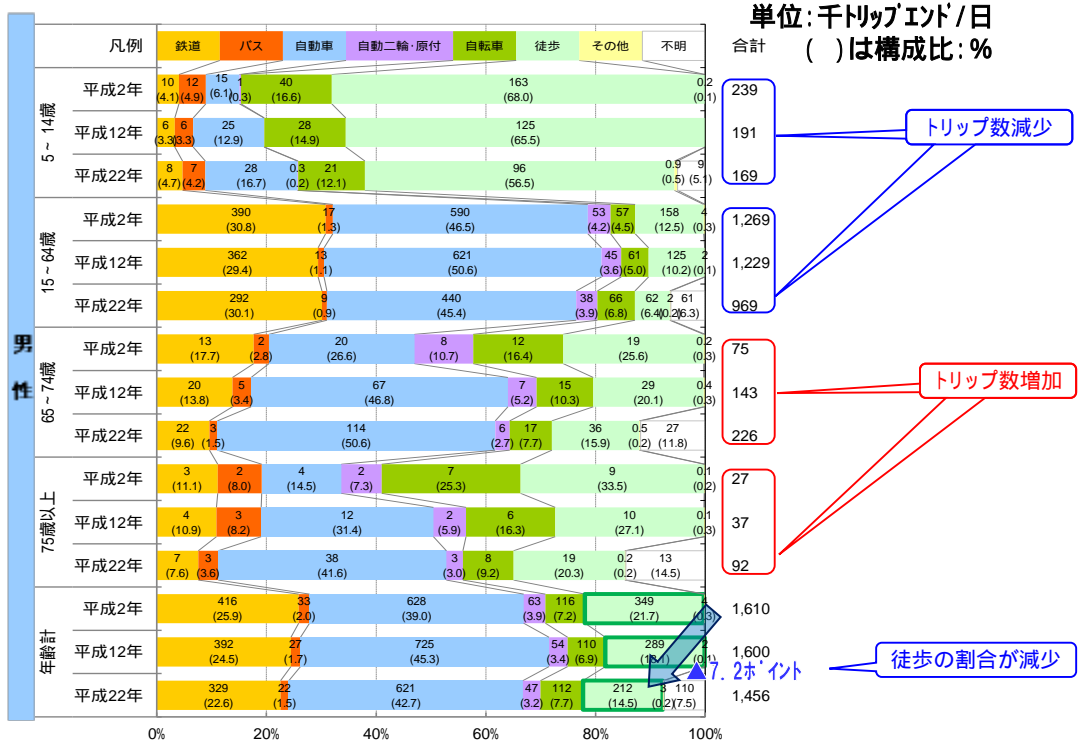 単位：千トリップエンド/日
(　)は構成比：%
凡例 鉄道 バス 自動車 自動二輪・原付 自転車 徒歩 その他 不明 合計
男性
5～14歳
平成2年 10 12 15 1 40 163 0.2 239
(4.1) (4.9) (6.1) (0.3) (16.6) (68.0) (0.1)
平成12年 6 6 25 28 125 191
(3.3) (3.3) (12.9) (14.9) (65.5)
平成22年 8 7 28 0.3 21 96 0.9 9 169
(4.7) (4.2) (16.7) (0.2) (12.1) (56.5) (0.5) (5.1)
トリップ数減少
15～64歳
平成2年 390 17 590 53 57 158 4 1,269
(30.8) (1.3) (46.5) (4.2) (4.5) (12.5) (0.3)
平成12年 362 13 621 45 61 125 2 1,229
(29.4) (1.1) (50.6) (3.6) (5.0) (10.2) (0.1)
平成22年 292 9 440 38 66 62 2 61 969
(30.1) (0.9) (45.4) (3.9) (6.8) (6.4) (0.2) (6.3)
65～74歳
平成2年 13 2 20 8 12 19 0.2 75
(17.7) (2.8) (26.6) (10.7) (16.4) (25.6) (0.3)
平成12年 20 5 67 7 15 29 0.4 143
(13.8) (3.4) (46.8) (5.2) (10.3) (20.1) (0.3)
平成22年 22 3 114 6 17 36 0.5 27 226
(9.6) (1.5) (50.6) (2.7) (7.7) (15.9) (0.2) (11.8)
トリップ数増加
75歳以上
平成2年 3 2 4 2 7 9 0.1 27
(11.1) (8.0) (14.5) (7.3) (25.3) (33.5) (0.2)
平成12年 4 3 12 2 6 10 0.1 37
(10.9) (8.2) (31.4) (5.9) (16.3) (27.1) (0.3)
平成22年 7 3 38 3 8 19 0.2 13 92
(7.6) (3.6) (41.6) (3.0) (9.2) (20.3) (0.2) (14.5)
年齢計
平成2年 416 33 628 63 116 349 4 1,610
(25.9) (2.0) (39.0) (3.9) (7.2) (21.7) (0.3)
平成12年 392 27 725 54 110 289 2 1,600
(24.5) (1.7) (45.3) (3.4) (6.9) (18.1) (0.1)
▲7.2ポイント
徒歩の割合が減少
平成22年 329 22 621 47 112 212 3 110 1,456
(22.6) (1.5) (42.7) (3.2) (7.7) (14.5) (0.2) (7.5)
0% 20% 40% 60% 80% 100%